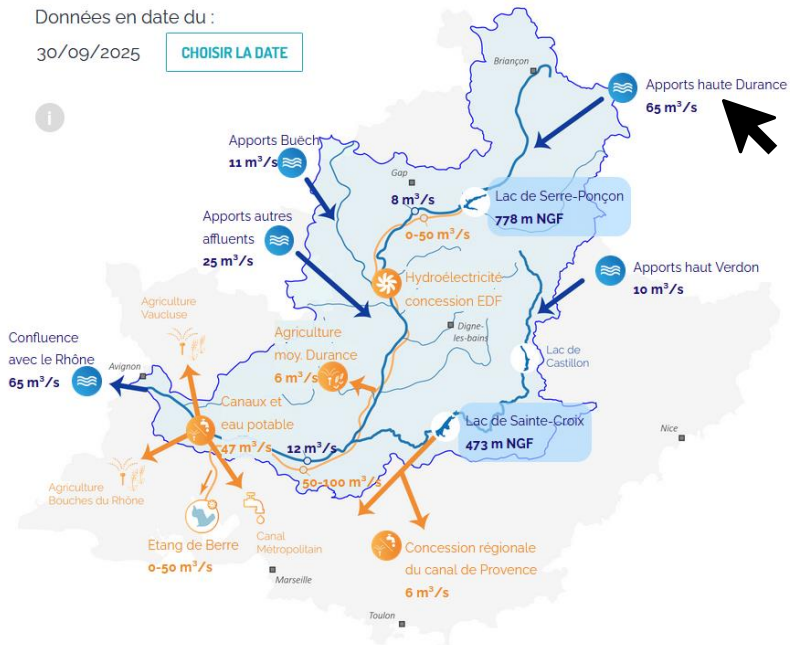 Données en date du :
30/09/2025
CHOISIR LA DATE
i
Briançon
Apports haute Durance
65 m³/s
Apports Buëch
11 m³/s
Gap
8 m³/s
Lac de Serre-Ponçon
778 m NGF
0-50 m³/s
Apports autres
affluents
25 m³/s
Apports haut Verdon
10 m³/s
Hydroélectricité
concession EDF
Agriculture
Vaucluse
Agriculture
moy. Durance
6 m³/s
Digne-
les-bains
Lac de
Castillon
Confluence
avec le Rhône
65 m³/s
Avignon
Canaux et
eau potable
47 m³/s
Lac de Sainte-Croix
473 m NGF
12 m³/s
50-100 m³/s
Nice
Agriculture
Bouches du Rhône
Etang de Berre
0-50 m³/s
Canal
Métropolitain
Concession régionale
du canal de Provence
6 m³/s
Marseille
Toulon